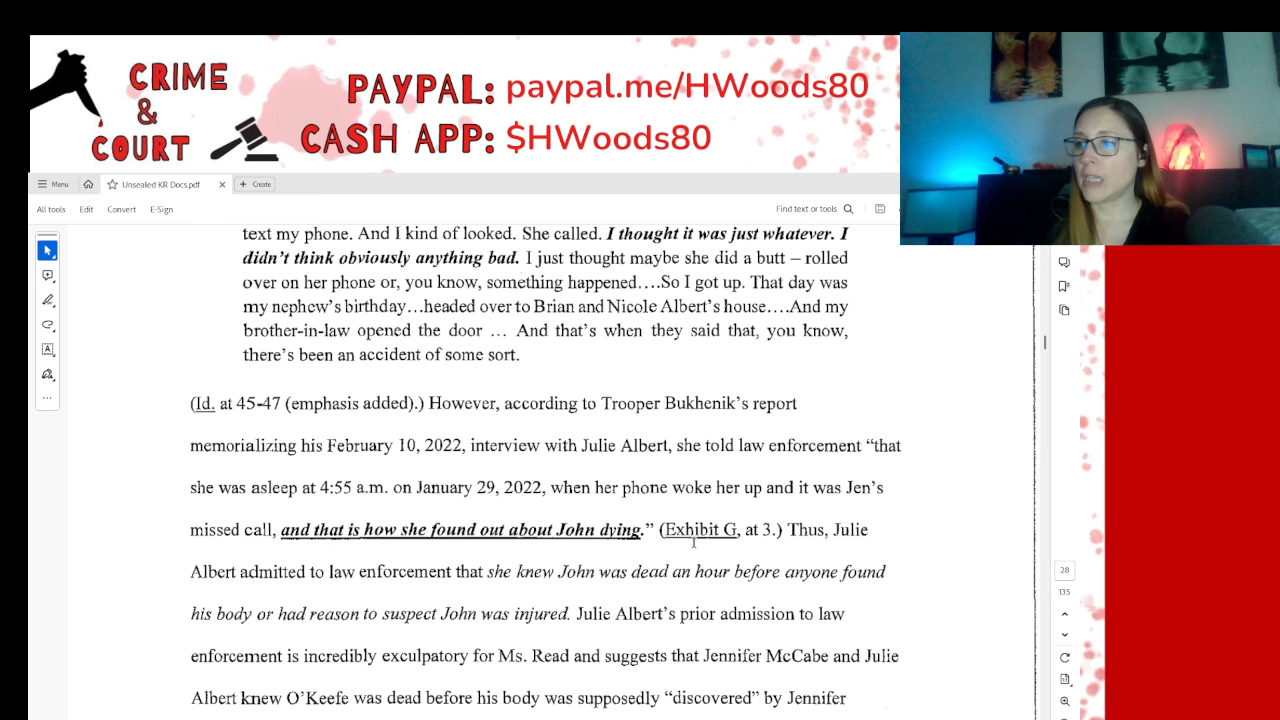 CRIME
&
COURT
PAYPAL: paypal.me/HWoods80
CASH APP: $HWoods80
Menu
Unsealed KR Docs.pdf
Create
All tools Edit Convert E-Sign
Find text or tools
text my phone. And I kind of looked. She called. I thought it was just whatever. I
didn't think obviously anything bad. I just thought maybe she did a butt – rolled
over on her phone or, you know, something happened….So I got up. That day was
my nephew's birthday…headed over to Brian and Nicole Albert's house….And my
brother-in-law opened the door … And that's when they said that, you know,
there's been an accident of some sort.
(Id. at 45-47 (emphasis added).) However, according to Trooper Bukhenik's report
memorializing his February 10, 2022, interview with Julie Albert, she told law enforcement "that
she was asleep at 4:55 a.m. on January 29, 2022, when her phone woke her up and it was Jen's
missed call, and that is how she found out about John dying." (Exhibit G, at 3.) Thus, Julie
Albert admitted to law enforcement that she knew John was dead an hour before anyone found
his body or had reason to suspect John was injured. Julie Albert's prior admission to law
enforcement is incredibly exculpatory for Ms. Read and suggests that Jennifer McCabe and Julie
Albert knew O'Keefe was dead before his body was supposedly "discovered" by Jennifer
28
135